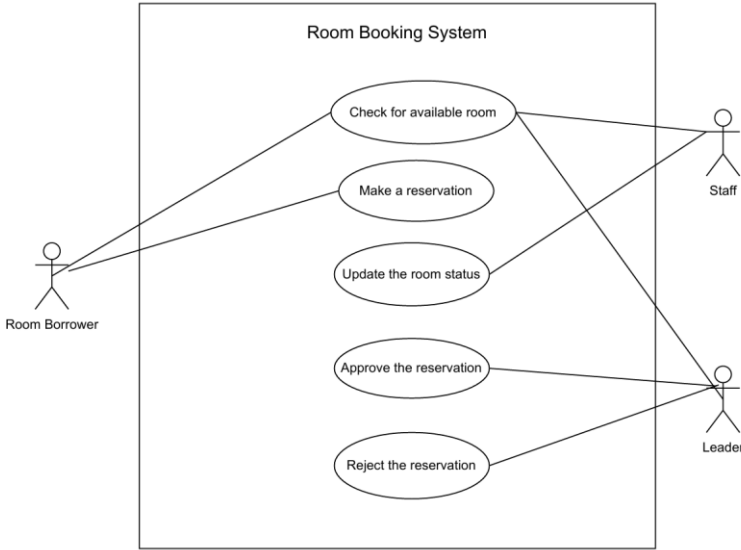 Room Booking System
Check for available room
Make a reservation
Staff
Update the room status
Room Borrower
Approve the reservation
Leader
Reject the reservation